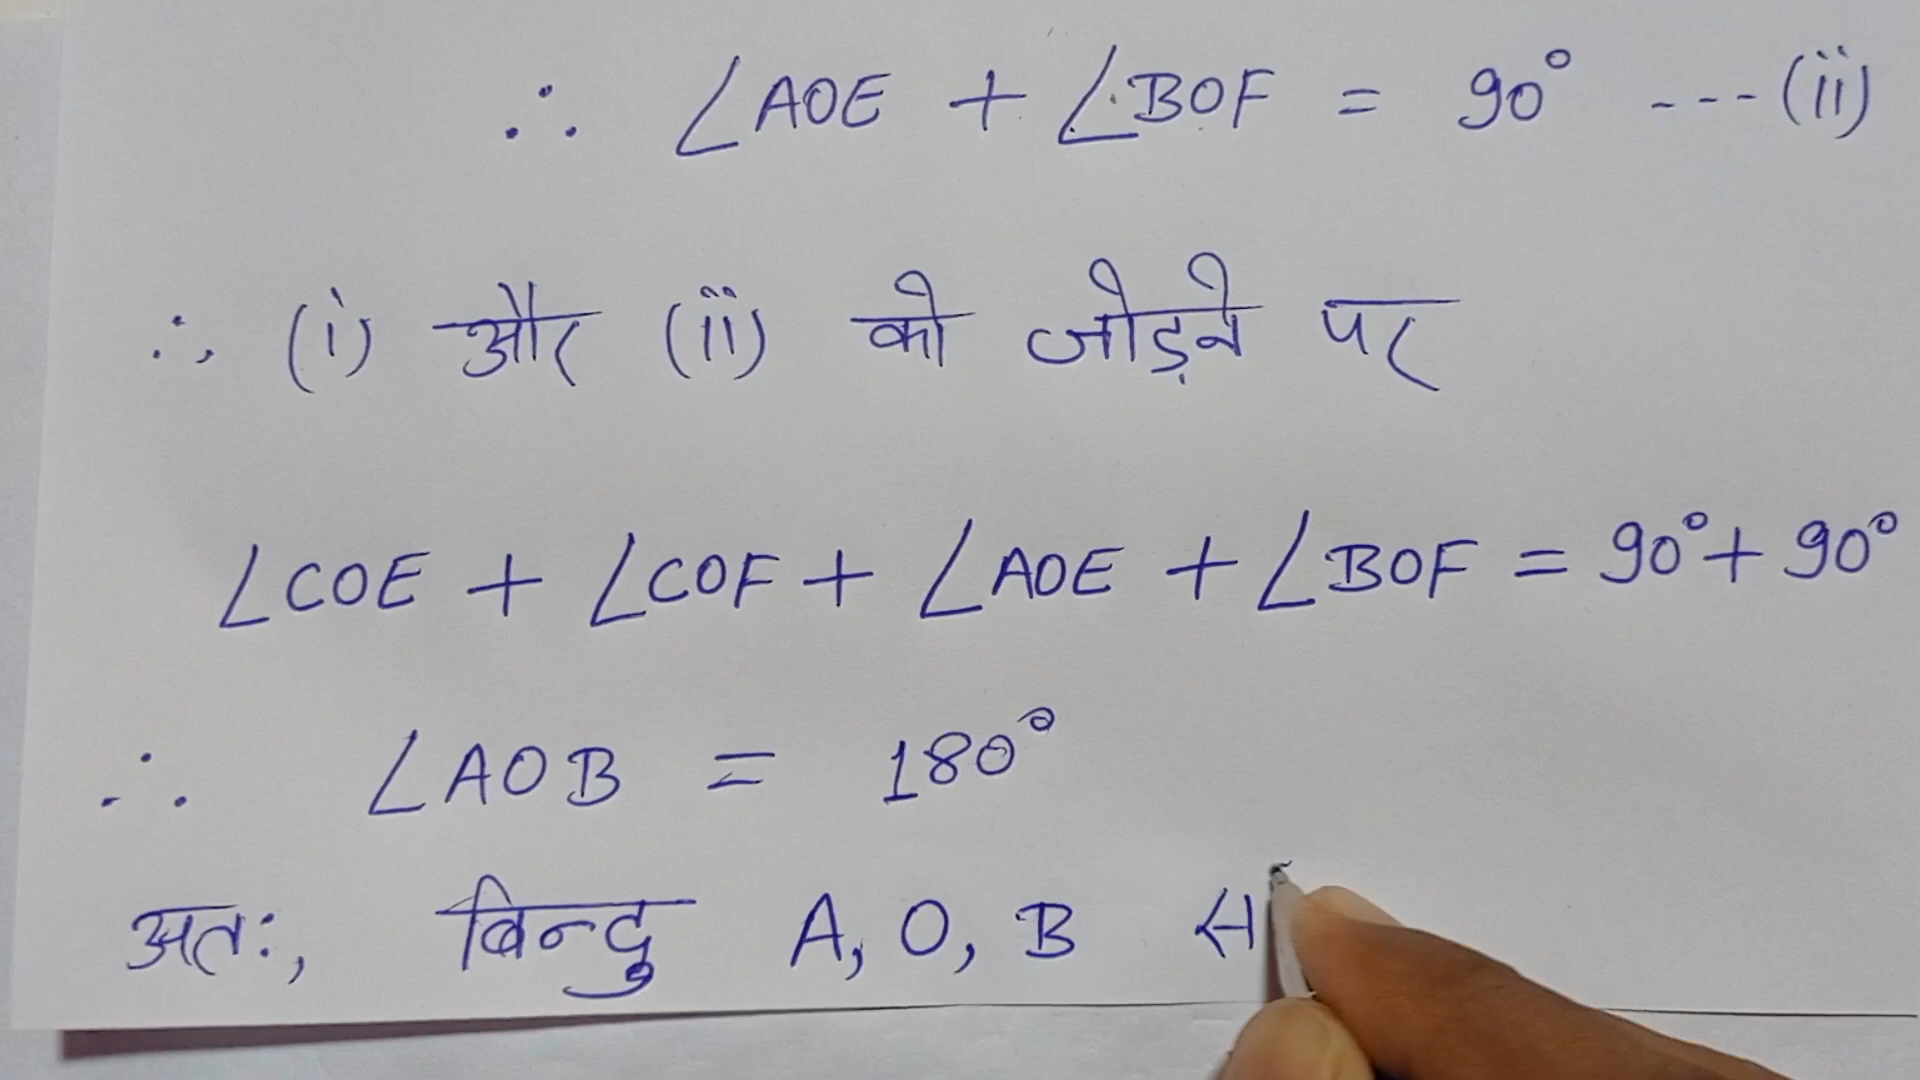 ∴ ∠AOE + ∠BOF = 90° ---(ii)
∴, (i) और (ii) को जोड़ने पर
∠COE + ∠COF + ∠AOE + ∠BOF = 90° + 90°
∴ ∠AOB = 180°
अतः, बिन्दु A, O, B स